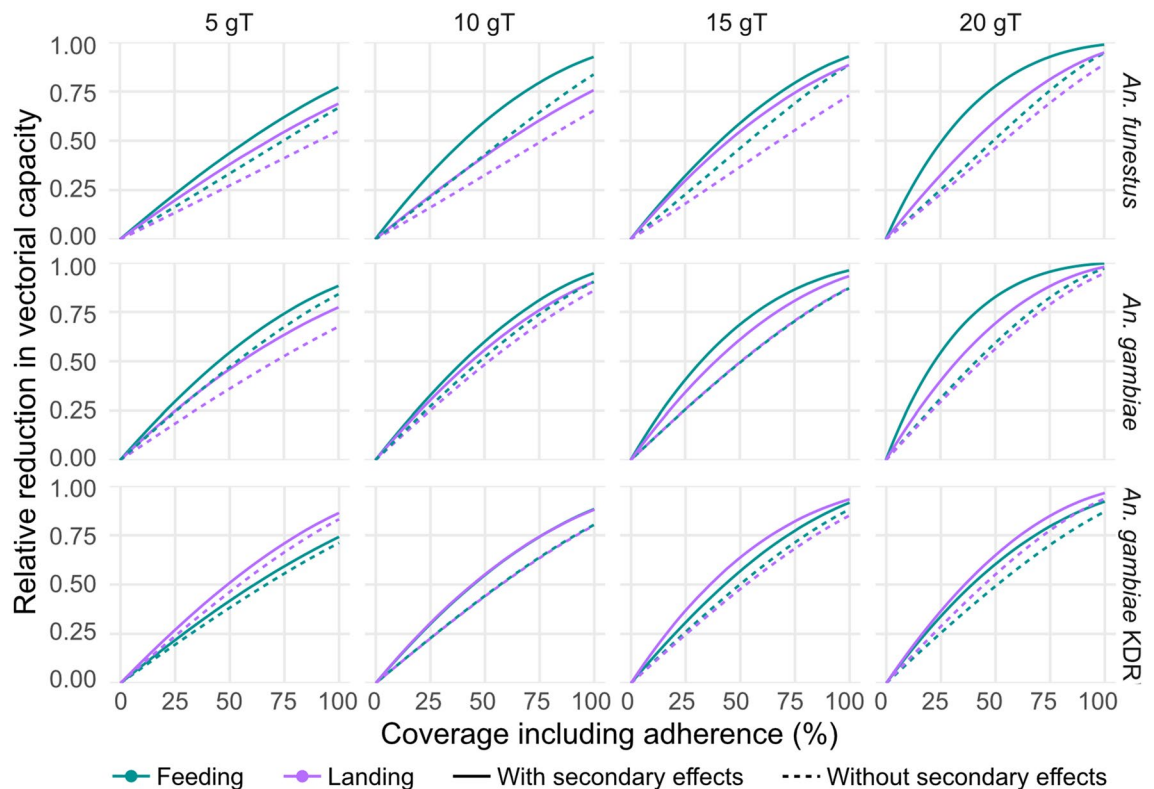 5 gT 10 gT 15 gT 20 gT
Relative reduction in vectorial capacity
1.00
0.75
0.50
0.25
0.00
An. funestus
1.00
0.75
0.50
0.25
0.00
An. gambiae
1.00
0.75
0.50
0.25
0.00
An. gambiae KDR
0 25 50 75 100 0 25 50 75 100 0 25 50 75 100 0 25 50 75 100
Coverage including adherence (%)
Feeding Landing With secondary effects Without secondary effects